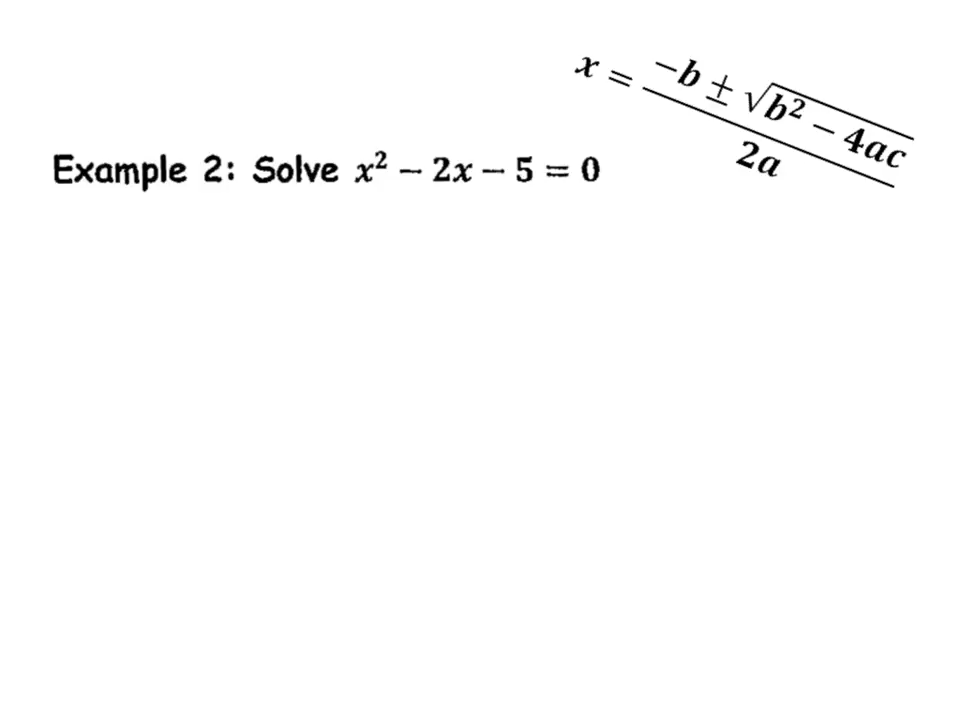 x = −b ± √b² − 4ac / 2a
Example 2: Solve x² − 2x − 5 = 0